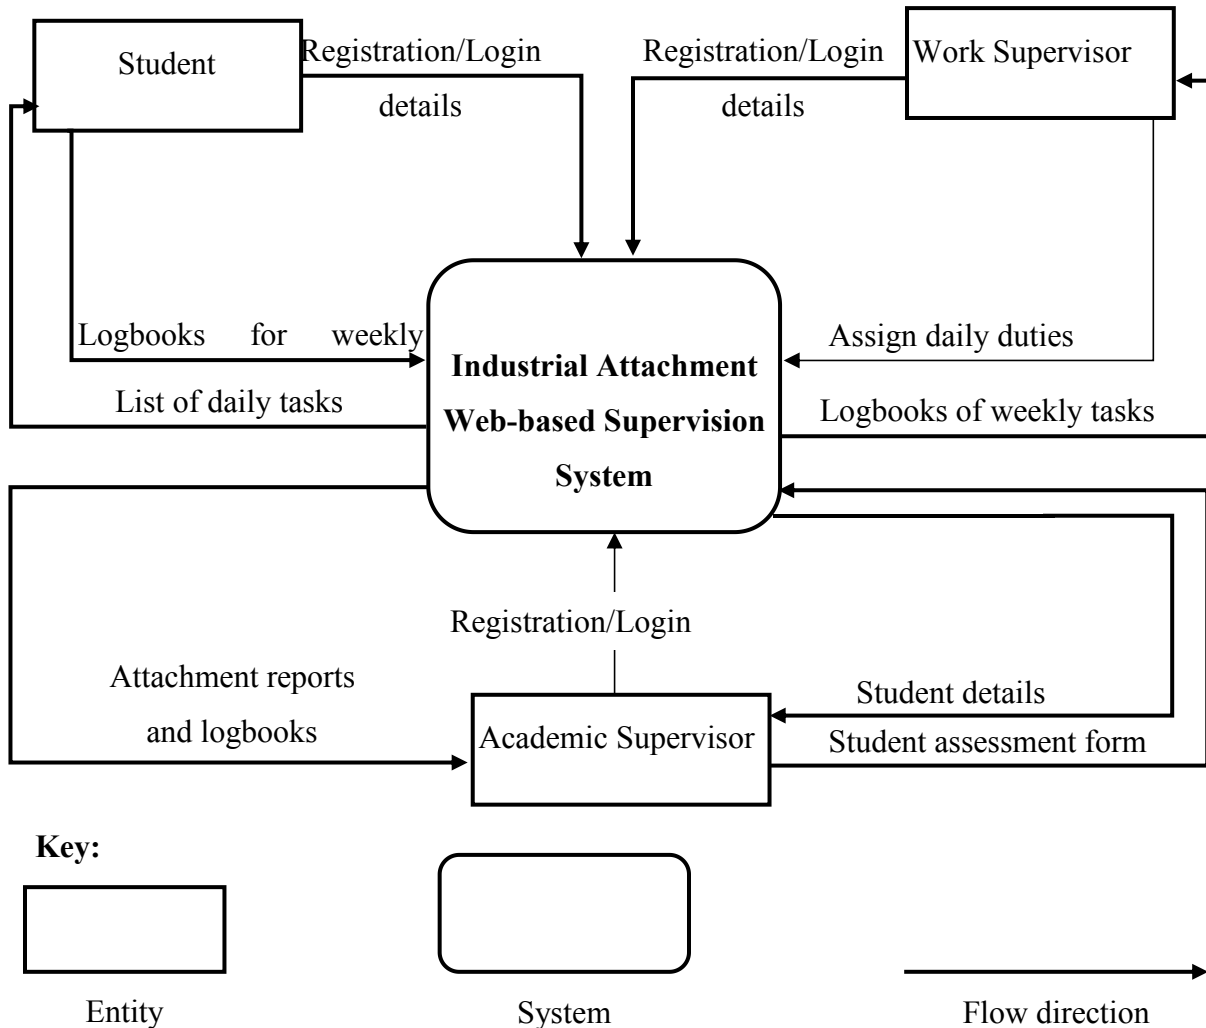 Student
Registration/Login
details
Registration/Login
details
Work Supervisor
Logbooks for weekly
List of daily tasks
Industrial Attachment
Web-based Supervision
System
Assign daily duties
Logbooks of weekly tasks
Registration/Login
Attachment reports
and logbooks
Academic Supervisor
Student details
Student assessment form
Key:
Entity
System
Flow direction